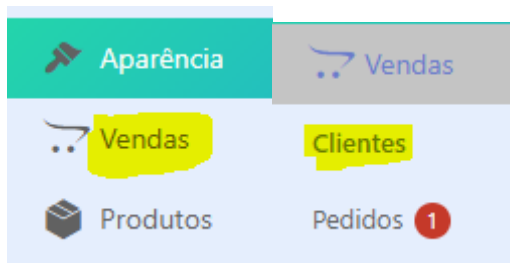 Aparência
Vendas
Produtos
Vendas
Clientes
Pedidos 1